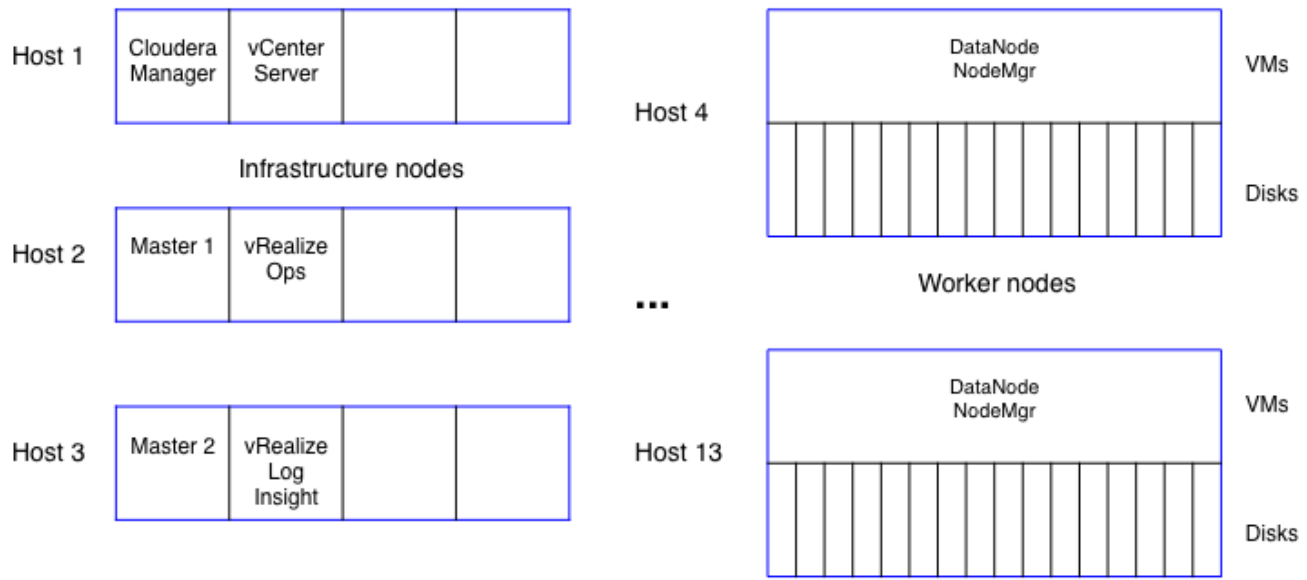 Host 1
Cloudera
Manager
vCenter
Server
Infrastructure nodes
Host 2
Master 1
vRealize
Ops
Host 3
Master 2
vRealize
Log
Insight
Host 4
DataNode
NodeMgr
VMs
Disks
Worker nodes
...
Host 13
DataNode
NodeMgr
VMs
Disks